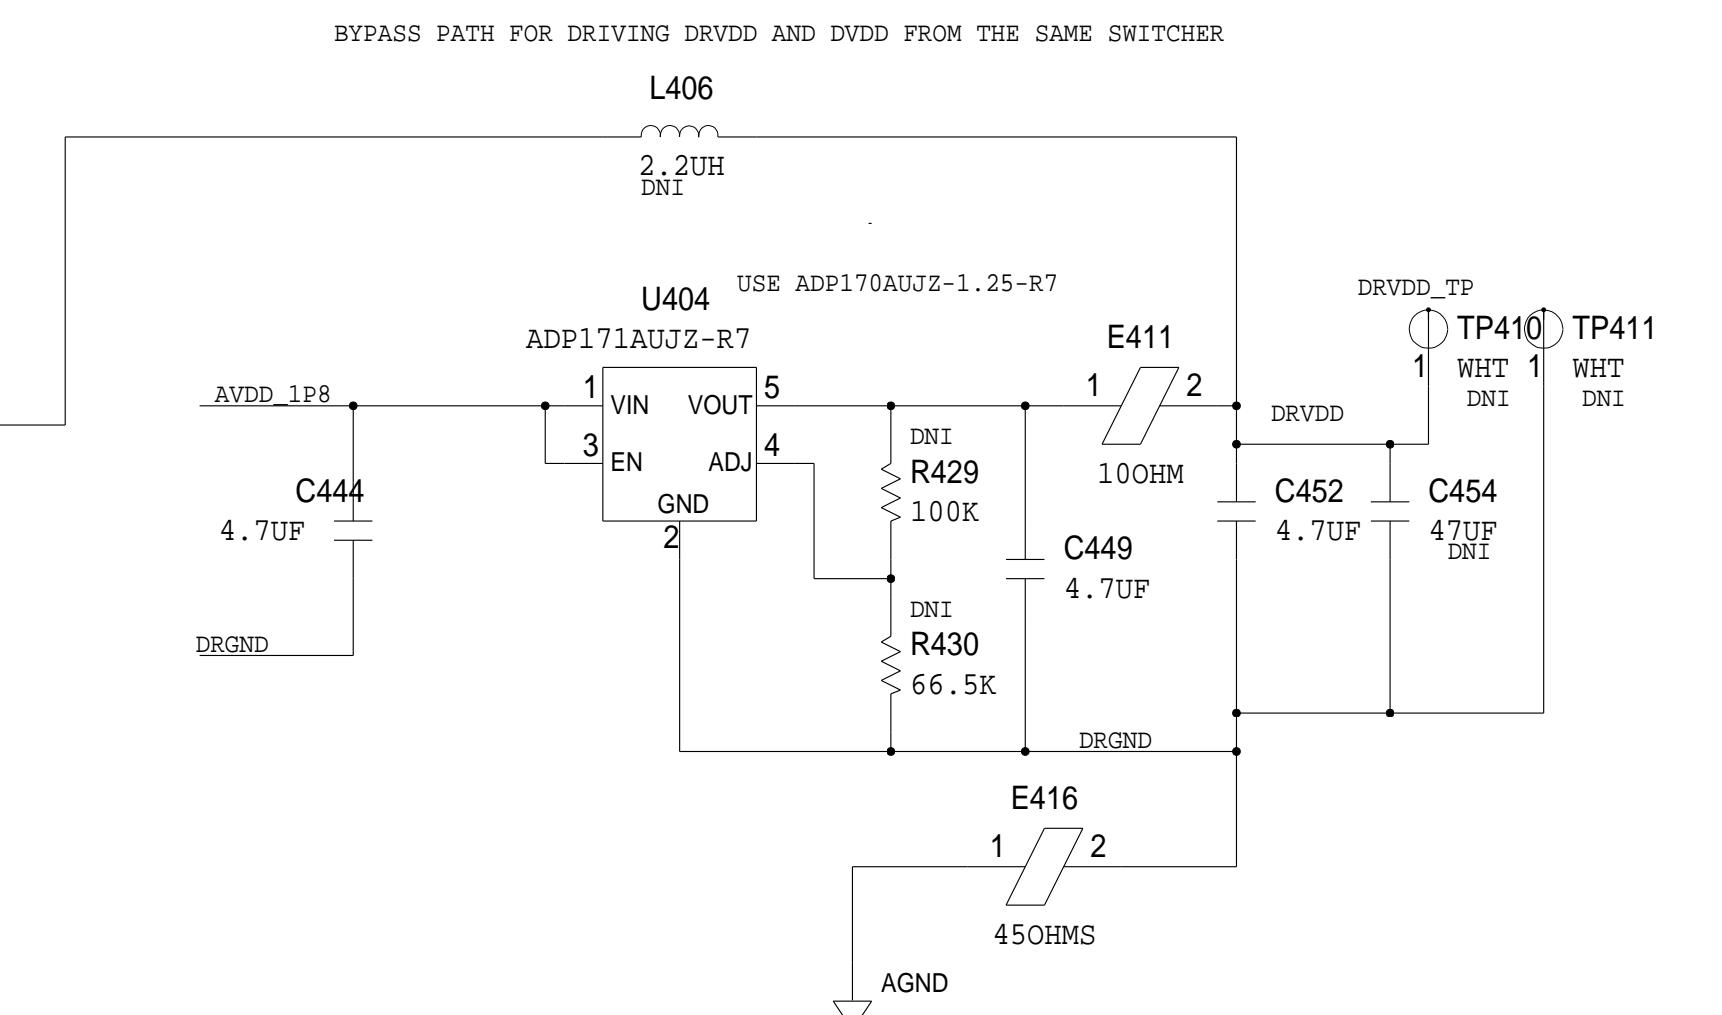 BYPASS PATH FOR DRIVING DRVDD AND DVDD FROM THE SAME SWITCHER
L406
2.2UH
DNI
USE ADP170AUJZ-1.25-R7
U404
ADP171AUJZ-R7
DRVDD_TP
TP410
TP411
E411
1
2
1
WHT
1
WHT
DNI
DNI
AVDD_1P8
1
VIN
VOUT
5
DRVDD
3
EN
ADJ
4
GND
2
DNI
R429
100K
10OHM
C444
4.7UF
C452
4.7UF
C454
47UF
DNI
C449
4.7UF
DNI
R430
66.5K
DRGND
DRGND
E416
1
2
45OHMS
AGND